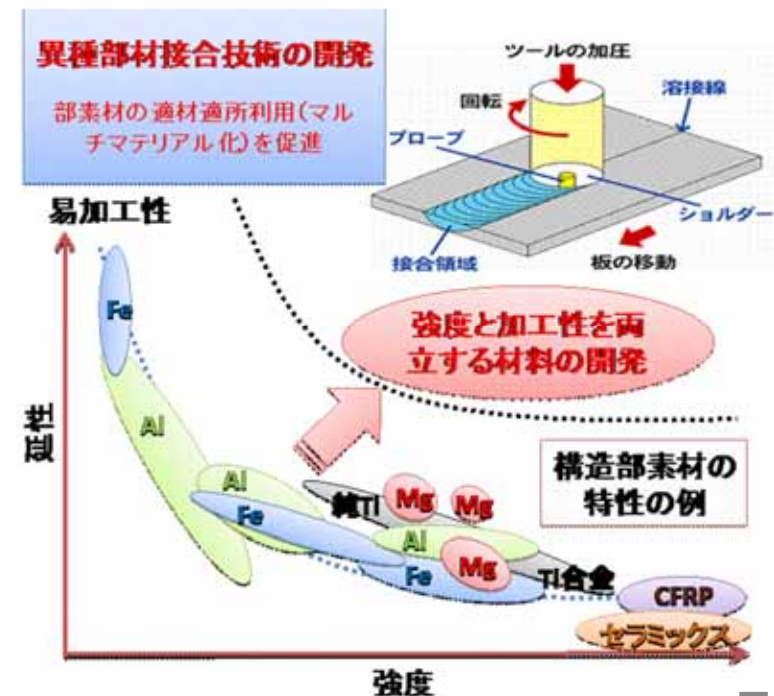 異種部材接合技術の開発
部素材の適材適所利用(マル
チマテリアル化)を促進
ツールの加圧
回転
溶接線
プローブ
ショルダー
接合領域
板の移動
易加工性
延性
強度と加工性を両
立する材料の開発
構造部素材の
特性の例
Fe
Al
Al
Fe
純Ti
Mg
Mg
Al
Fe
Mg
Ti合金
CFRP
セラミックス
強度